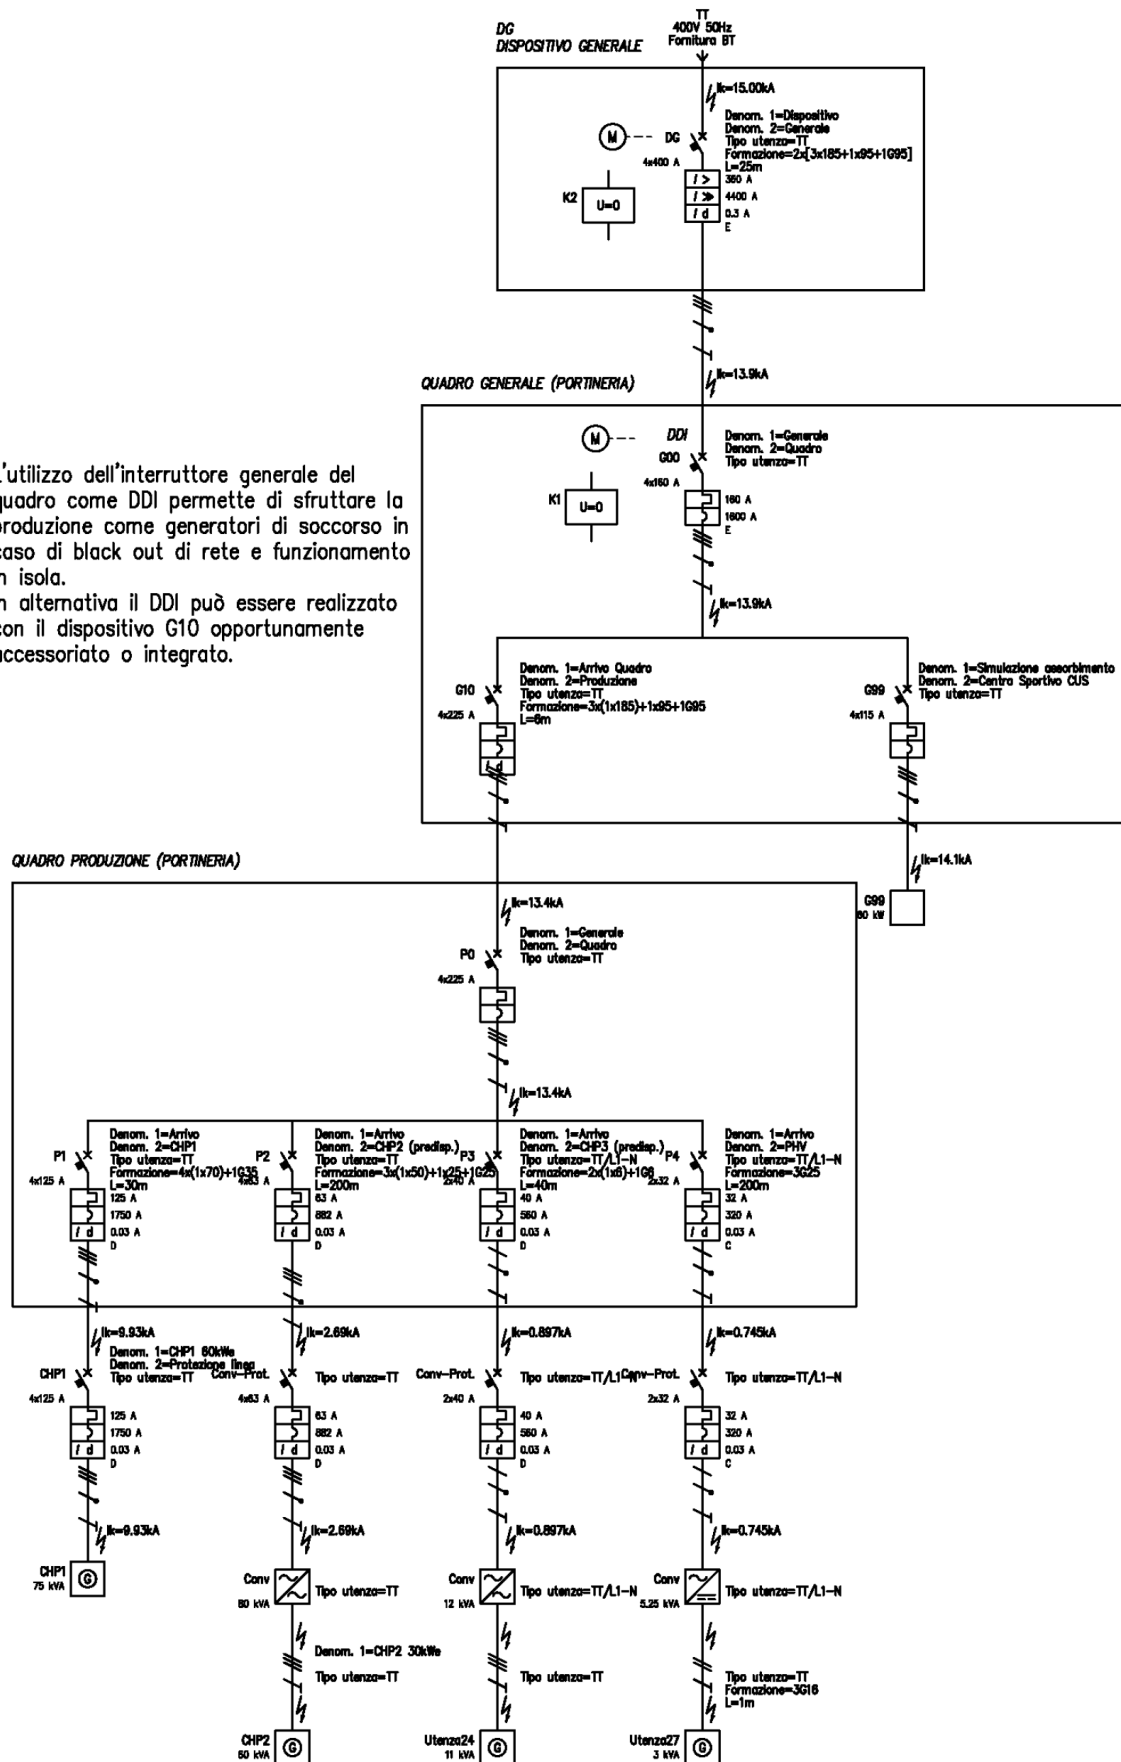 DG
DISPOSITIVO GENERALE
TT
400V 50Hz
Fornitura BT
Ik=15.00kA
M
DG
4x400 A
Denom. 1=Dispositivo
Denom. 2=Generale
Tipo utenza=TT
Formazione=2x[3x185+1x95+1G95]
L=25m
I >
360 A
I >>
4400 A
I d
0.3 A
E
K2
U=0
Ik=13.9kA
QUADRO GENERALE (PORTINERIA)
M
DDI
G00
4x160 A
Denom. 1=Generale
Denom. 2=Quadro
Tipo utenza=TT
160 A
1600 A
E
K1
U=0
L'utilizzo dell'interruttore generale del
quadro come DDI permette di sfruttare la
produzione come generatori di soccorso in
caso di black out di rete e funzionamento
in isola.
In alternativa il DDI può essere realizzato
con il dispositivo G10 opportunamente
accessoriato o integrato.
Ik=13.9kA
G10
4x225 A
Denom. 1=Arrivo Quadro
Denom. 2=Produzione
Tipo utenza=TT
Formazione=3x(1x185)+1x95+1G95
L=6m
I d
G99
4x115 A
Denom. 1=Simulazione assorbimento
Denom. 2=Centro Sportivo CUS
Tipo utenza=TT
Ik=14.1kA
G99
60 kW
QUADRO PRODUZIONE (PORTINERIA)
Ik=13.4kA
P0
4x225 A
Denom. 1=Generale
Denom. 2=Quadro
Tipo utenza=TT
Ik=13.4kA
P1
4x125 A
Denom. 1=Arrivo
Denom. 2=CHP1
Tipo utenza=TT
Formazione=4x(1x70)+1G35
L=30m
125 A
1750 A
I d
0.03 A
D
P2
4x63 A
Denom. 1=Arrivo
Denom. 2=CHP2 (predisp.)
Tipo utenza=TT
Formazione=3x(1x50)+1x25+1G25
L=200m
63 A
882 A
I d
0.03 A
D
P3
2x40 A
Denom. 1=Arrivo
Denom. 2=CHP3 (predisp.)
Tipo utenza=TT/L1-N
Formazione=2x(1x6)+1G6
L=40m
40 A
560 A
I d
0.03 A
D
P4
2x32 A
Denom. 1=Arrivo
Denom. 2=PHV
Tipo utenza=TT/L1-N
Formazione=3G25
L=200m
32 A
320 A
I d
0.03 A
C
Ik=9.93kA
Ik=2.69kA
Ik=0.897kA
Ik=0.745kA
CHP1
4x125 A
Denom. 1=CHP1 60kWe
Denom. 2=Protezione linea
Tipo utenza=TT
125 A
1750 A
I d
0.03 A
D
Conv-Prot.
4x63 A
Tipo utenza=TT
63 A
882 A
I d
0.03 A
D
Conv-Prot.
2x40 A
Tipo utenza=TT/L1-N
40 A
560 A
I d
0.03 A
D
Conv-Prot.
2x32 A
Tipo utenza=TT/L1-N
32 A
320 A
I d
0.03 A
C
Ik=9.93kA
Ik=2.69kA
Ik=0.897kA
Ik=0.745kA
CHP1
75 kVA
G
Conv
80 kVA
Tipo utenza=TT
Conv
12 kVA
Tipo utenza=TT/L1-N
Conv
5.25 kVA
Tipo utenza=TT/L1-N
Denom. 1=CHP2 30kWe
Tipo utenza=TT
Tipo utenza=TT
Tipo utenza=TT
Formazione=3G16
L=1m
CHP2
60 kVA
G
Utenza24
11 kVA
G
Utenza27
3 kVA
G